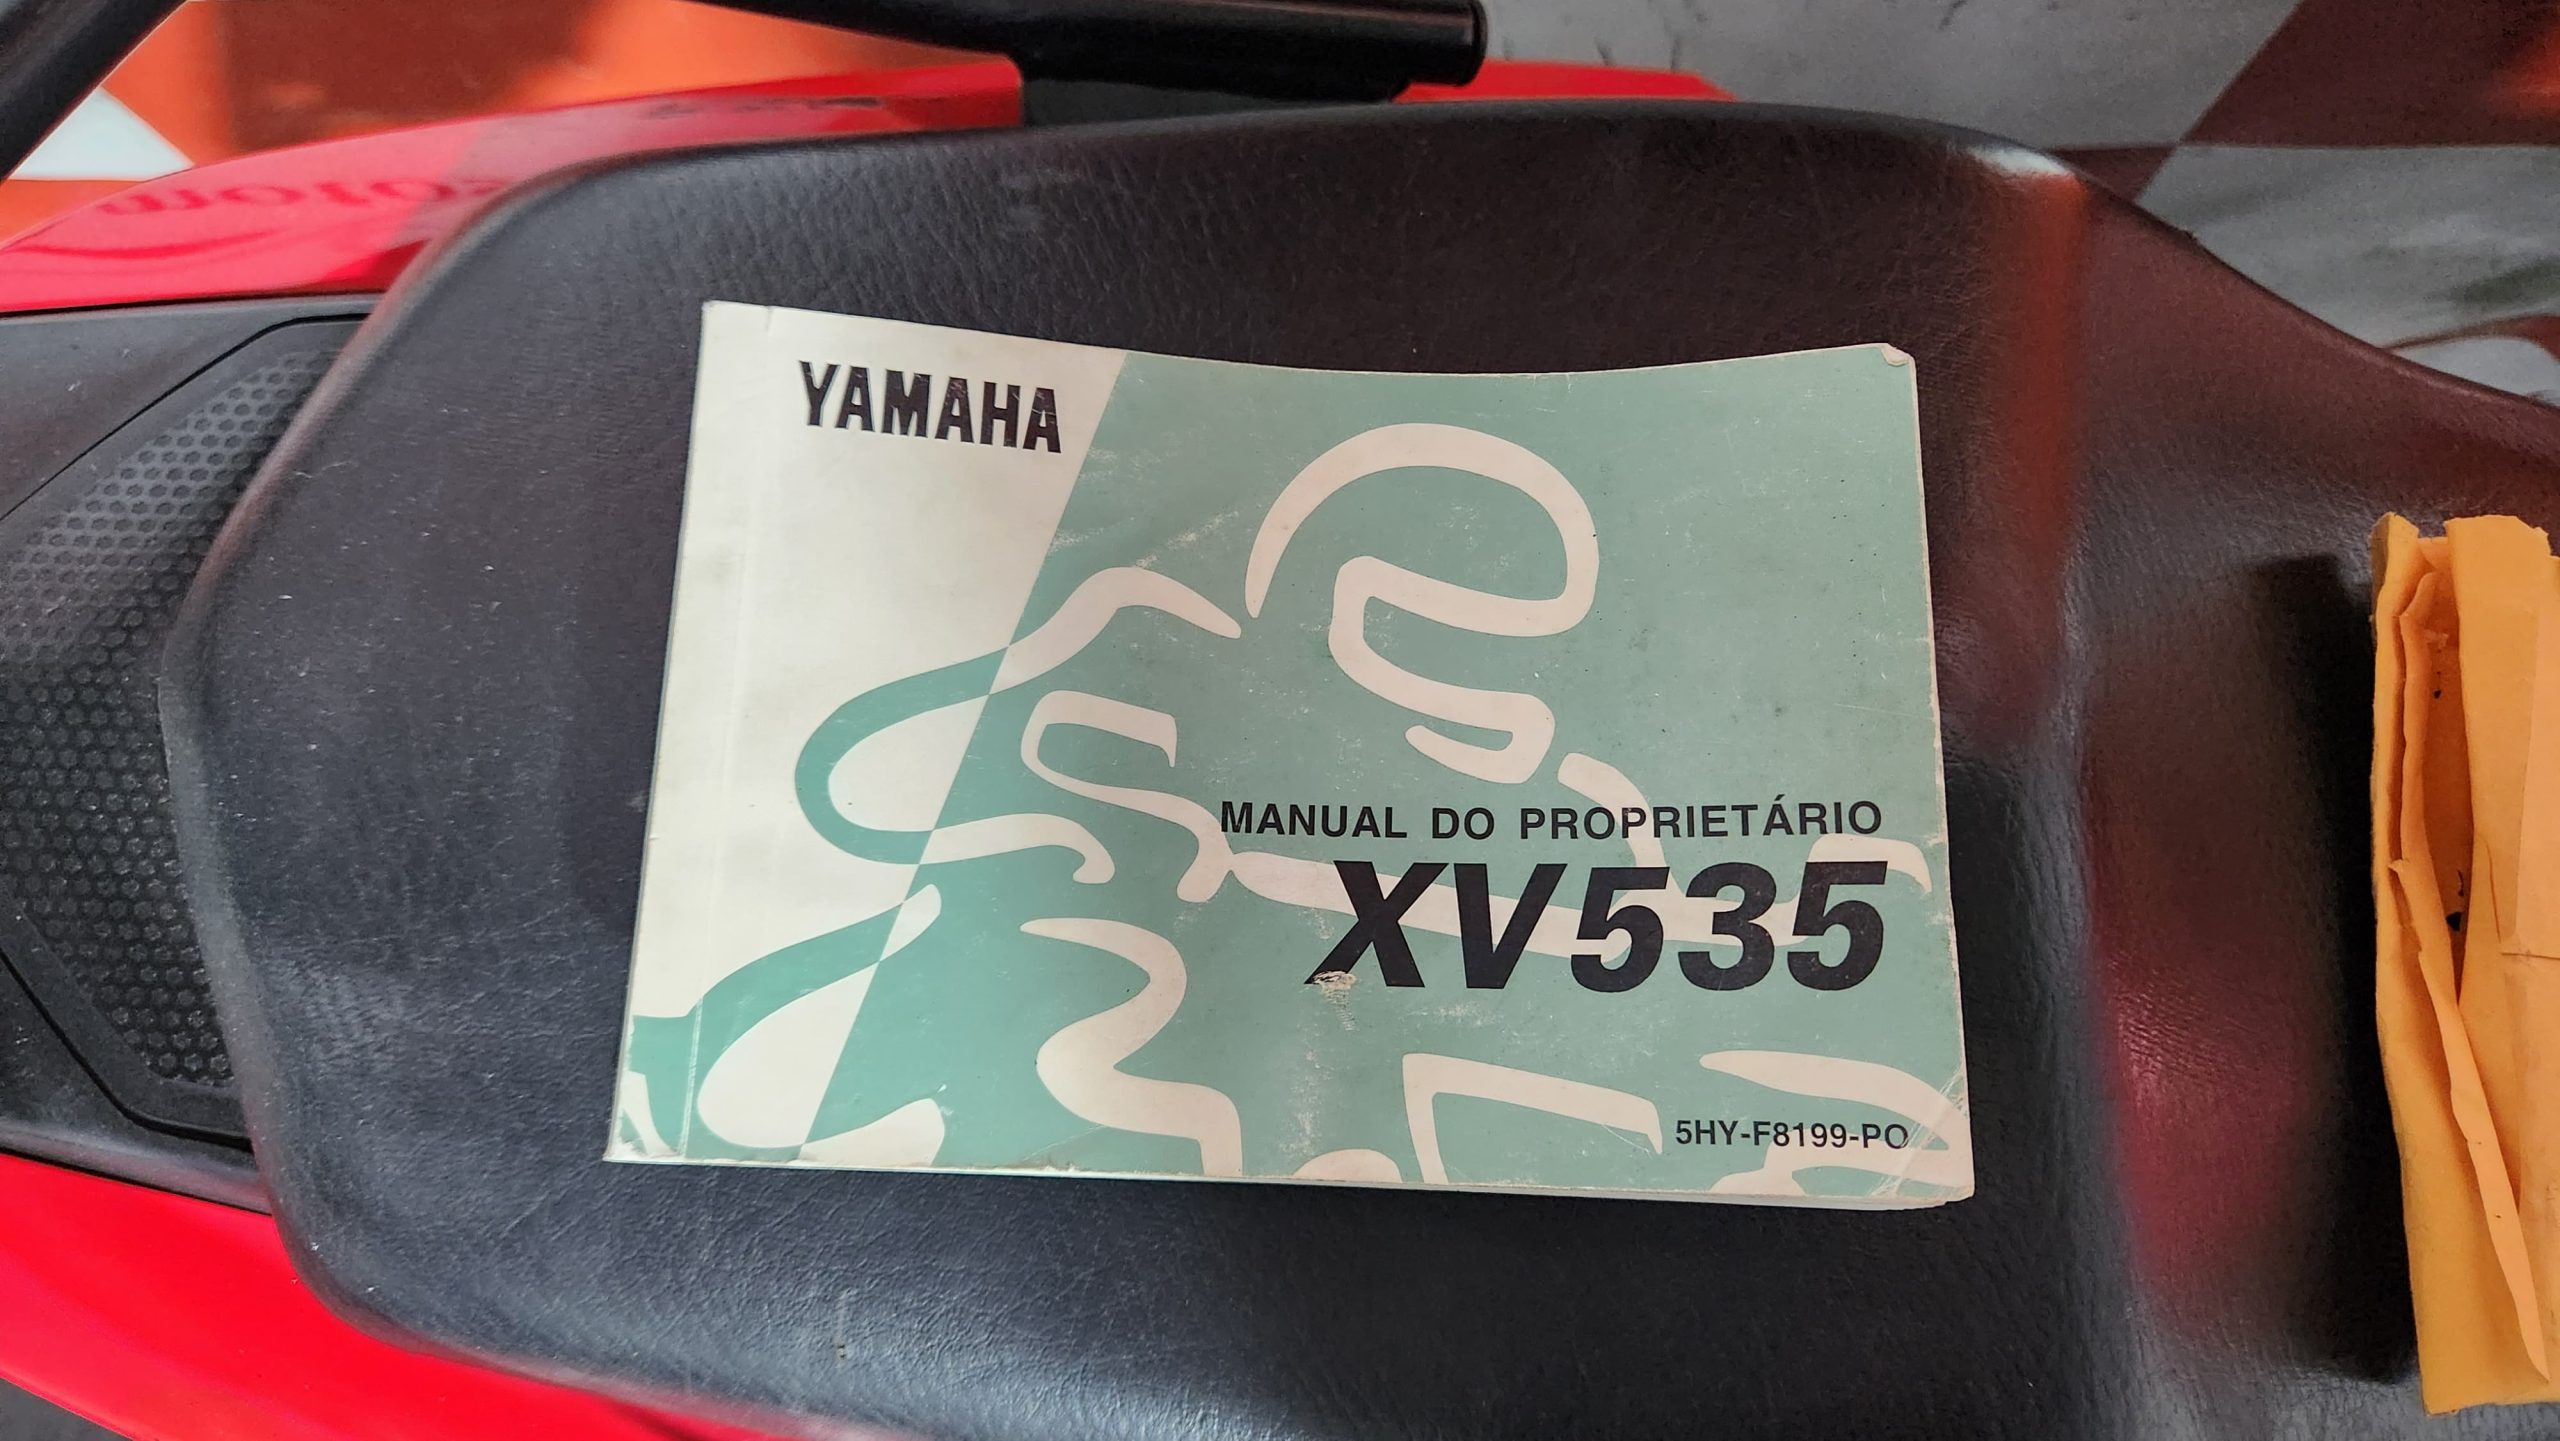 YAMAHA
MANUAL DO PROPRIETÁRIO
XV535
5HY-F8199-PO